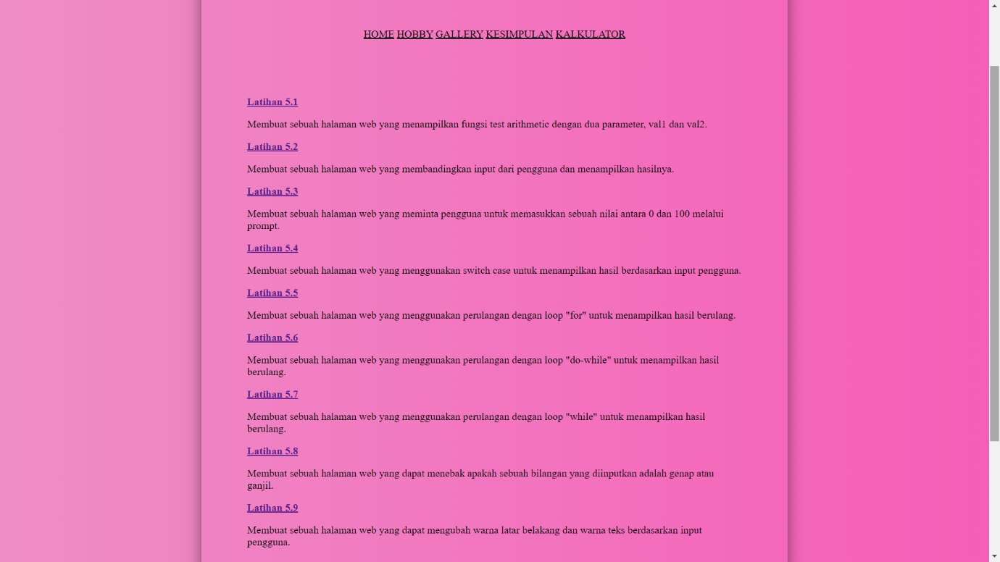 HOME HOBBY GALLERY KESIMPULAN KALKULATOR
Latihan 5.1
Membuat sebuah halaman web yang menampilkan fungsi test arithmetic dengan dua parameter, val1 dan val2.
Latihan 5.2
Membuat sebuah halaman web yang membandingkan input dari pengguna dan menampilkan hasilnya.
Latihan 5.3
Membuat sebuah halaman web yang meminta pengguna untuk memasukkan sebuah nilai antara 0 dan 100 melalui
prompt.
Latihan 5.4
Membuat sebuah halaman web yang menggunakan switch case untuk menampilkan hasil berdasarkan input pengguna.
Latihan 5.5
Membuat sebuah halaman web yang menggunakan perulangan dengan loop "for" untuk menampilkan hasil berulang.
Latihan 5.6
Membuat sebuah halaman web yang menggunakan perulangan dengan loop "do-while" untuk menampilkan hasil
berulang.
Latihan 5.7
Membuat sebuah halaman web yang menggunakan perulangan dengan loop "while" untuk menampilkan hasil
berulang.
Latihan 5.8
Membuat sebuah halaman web yang dapat menebak apakah sebuah bilangan yang diinputkan adalah genap atau
ganjil.
Latihan 5.9
Membuat sebuah halaman web yang dapat mengubah warna latar belakang dan warna teks berdasarkan input
pengguna.